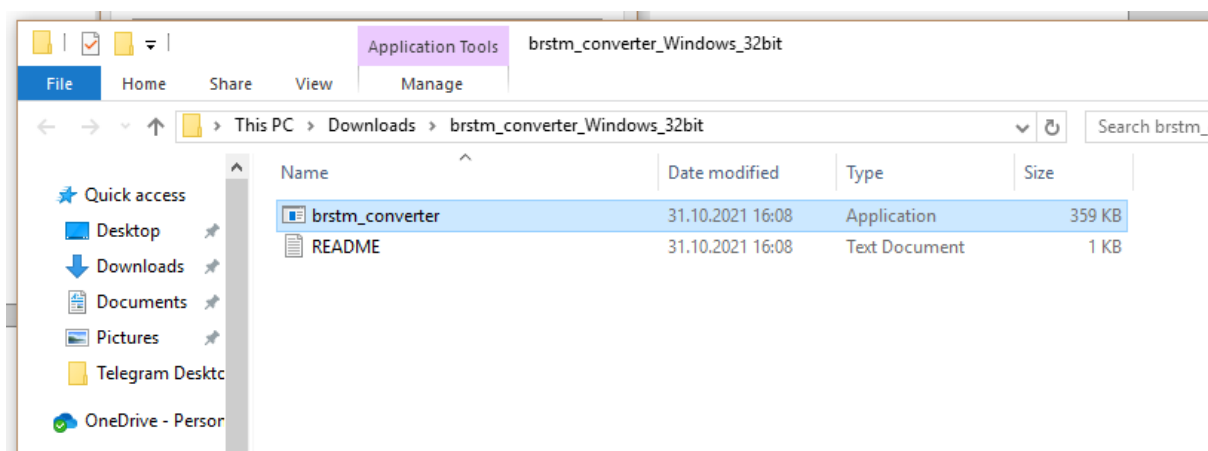 Application Tools brstm_converter_Windows_32bit
File Home Share View Manage
This PC > Downloads > brstm_converter_Windows_32bit Search brstm_
Name Date modified Type Size
Quick access
brstm_converter 31.10.2021 16:08 Application 359 KB
Desktop
README 31.10.2021 16:08 Text Document 1 KB
Downloads
Documents
Pictures
Telegram Deskto
OneDrive - Person